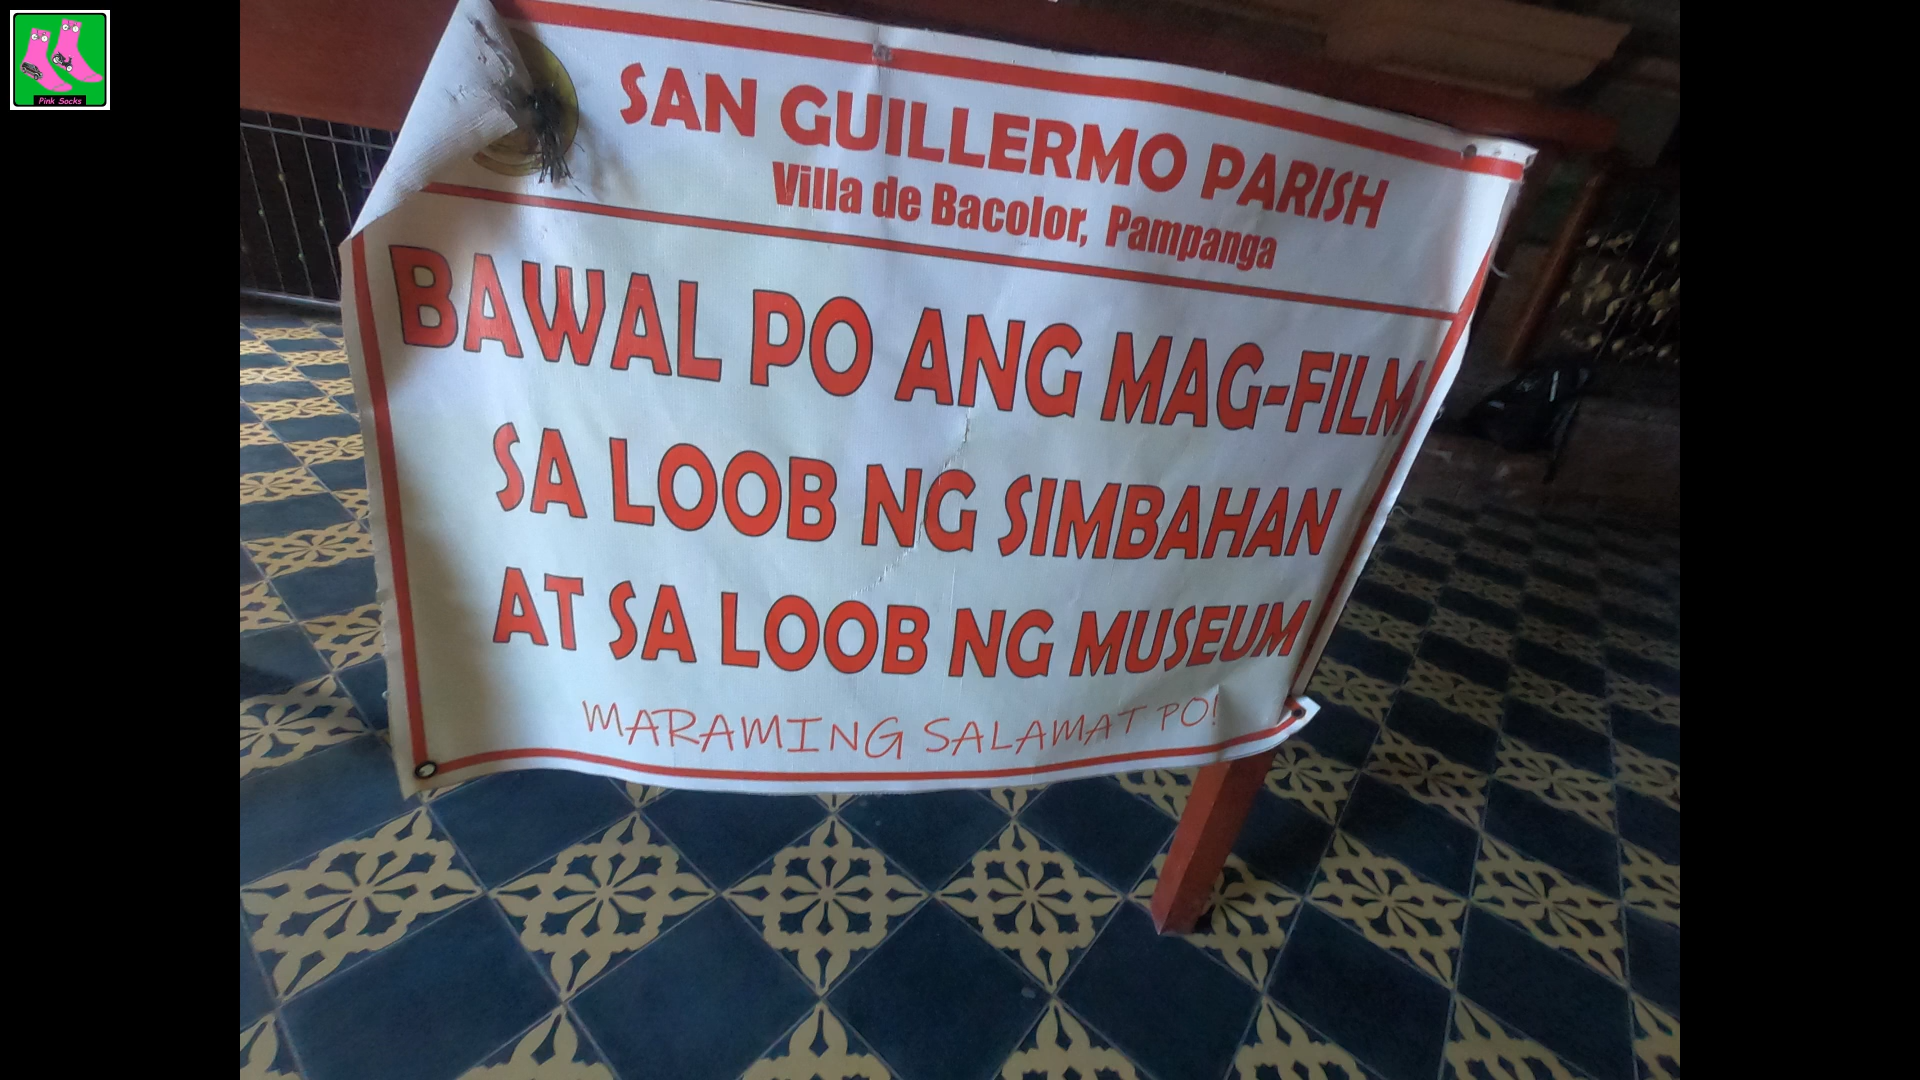 Pink Socks
SAN GUILLERMO PARISH
Villa de Bacolor, Pampanga
BAWAL PO ANG MAG-FILM
SA LOOB NG SIMBAHAN
AT SA LOOB NG MUSEUM
MARAMING SALAMAT PO!